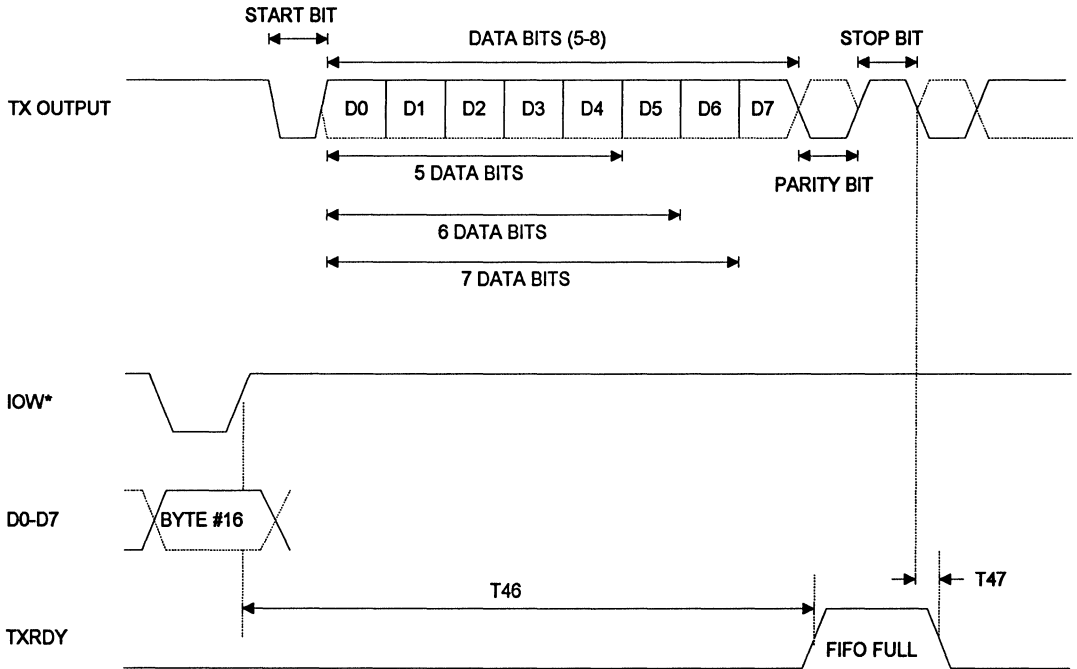 START BIT
DATA BITS (5-8)
STOP BIT
TX OUTPUT
D0 D1 D2 D3 D4 D5 D6 D7
5 DATA BITS
PARITY BIT
6 DATA BITS
7 DATA BITS
IOW*
D0-D7
BYTE #16
T46
T47
TXRDY
FIFO FULL